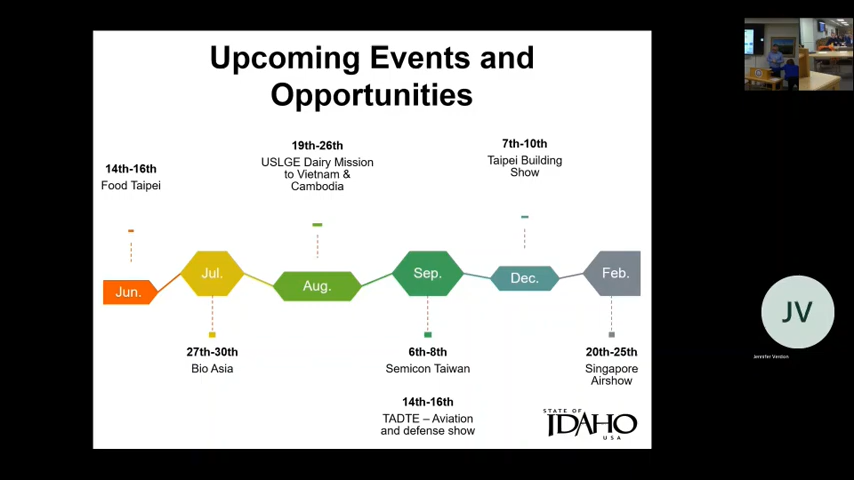 Upcoming Events and
Opportunities
14th-16th
Food Taipei
19th-26th
USLGE Dairy Mission
to Vietnam &
Cambodia
7th-10th
Taipei Building
Show
Jun.
Jul.
Aug.
Sep.
Dec.
Feb.
27th-30th
Bio Asia
6th-8th
Semicon Taiwan
14th-16th
TADTE – Aviation
and defense show
20th-25th
Singapore
Airshow
STATE OF
IDAHO
USA
JV
Jennifer Verdon